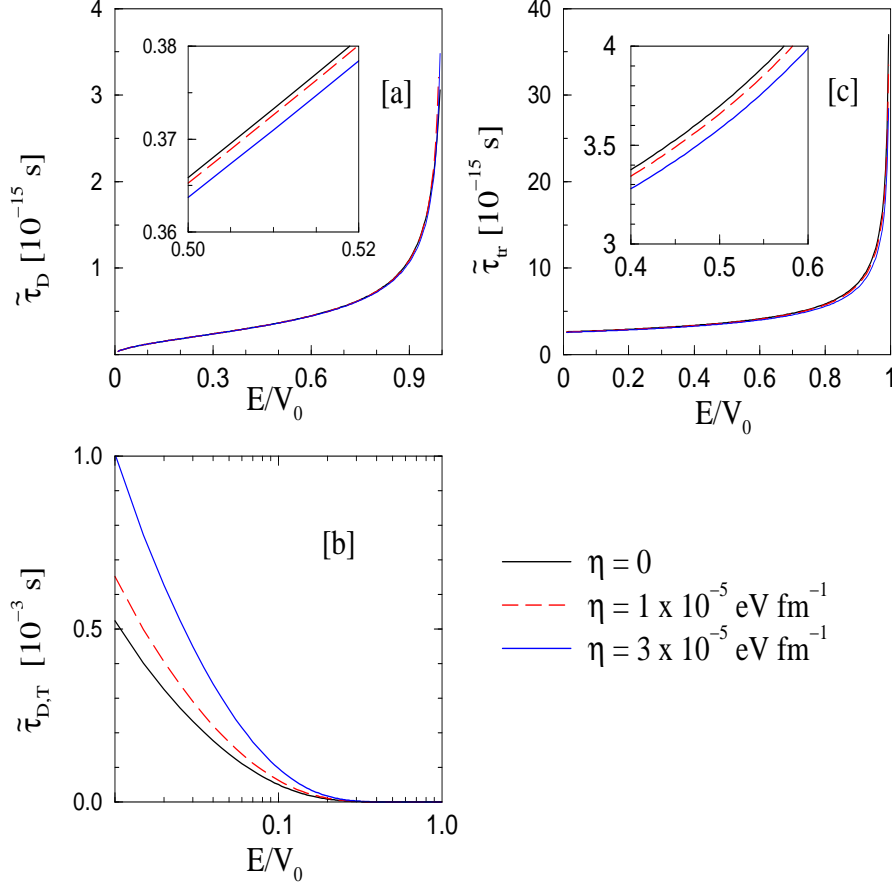 4
3
2
1
0
0.3
0.6
0.9
E/V₀
τ̃_D [10⁻¹⁵ s]
[a]
0.38
0.37
0.36
0.50
0.52
40
30
20
10
0
0
0.2
0.4
0.6
0.8
1
E/V₀
τ̃_tr [10⁻¹⁵ s]
[c]
4
3.5
3
0.4
0.5
0.6
1.0
0.5
0.0
0.1
1.0
E/V₀
τ̃_D,T [10⁻³ s]
[b]
η = 0
η = 1 x 10⁻⁵ eV fm⁻¹
η = 3 x 10⁻⁵ eV fm⁻¹